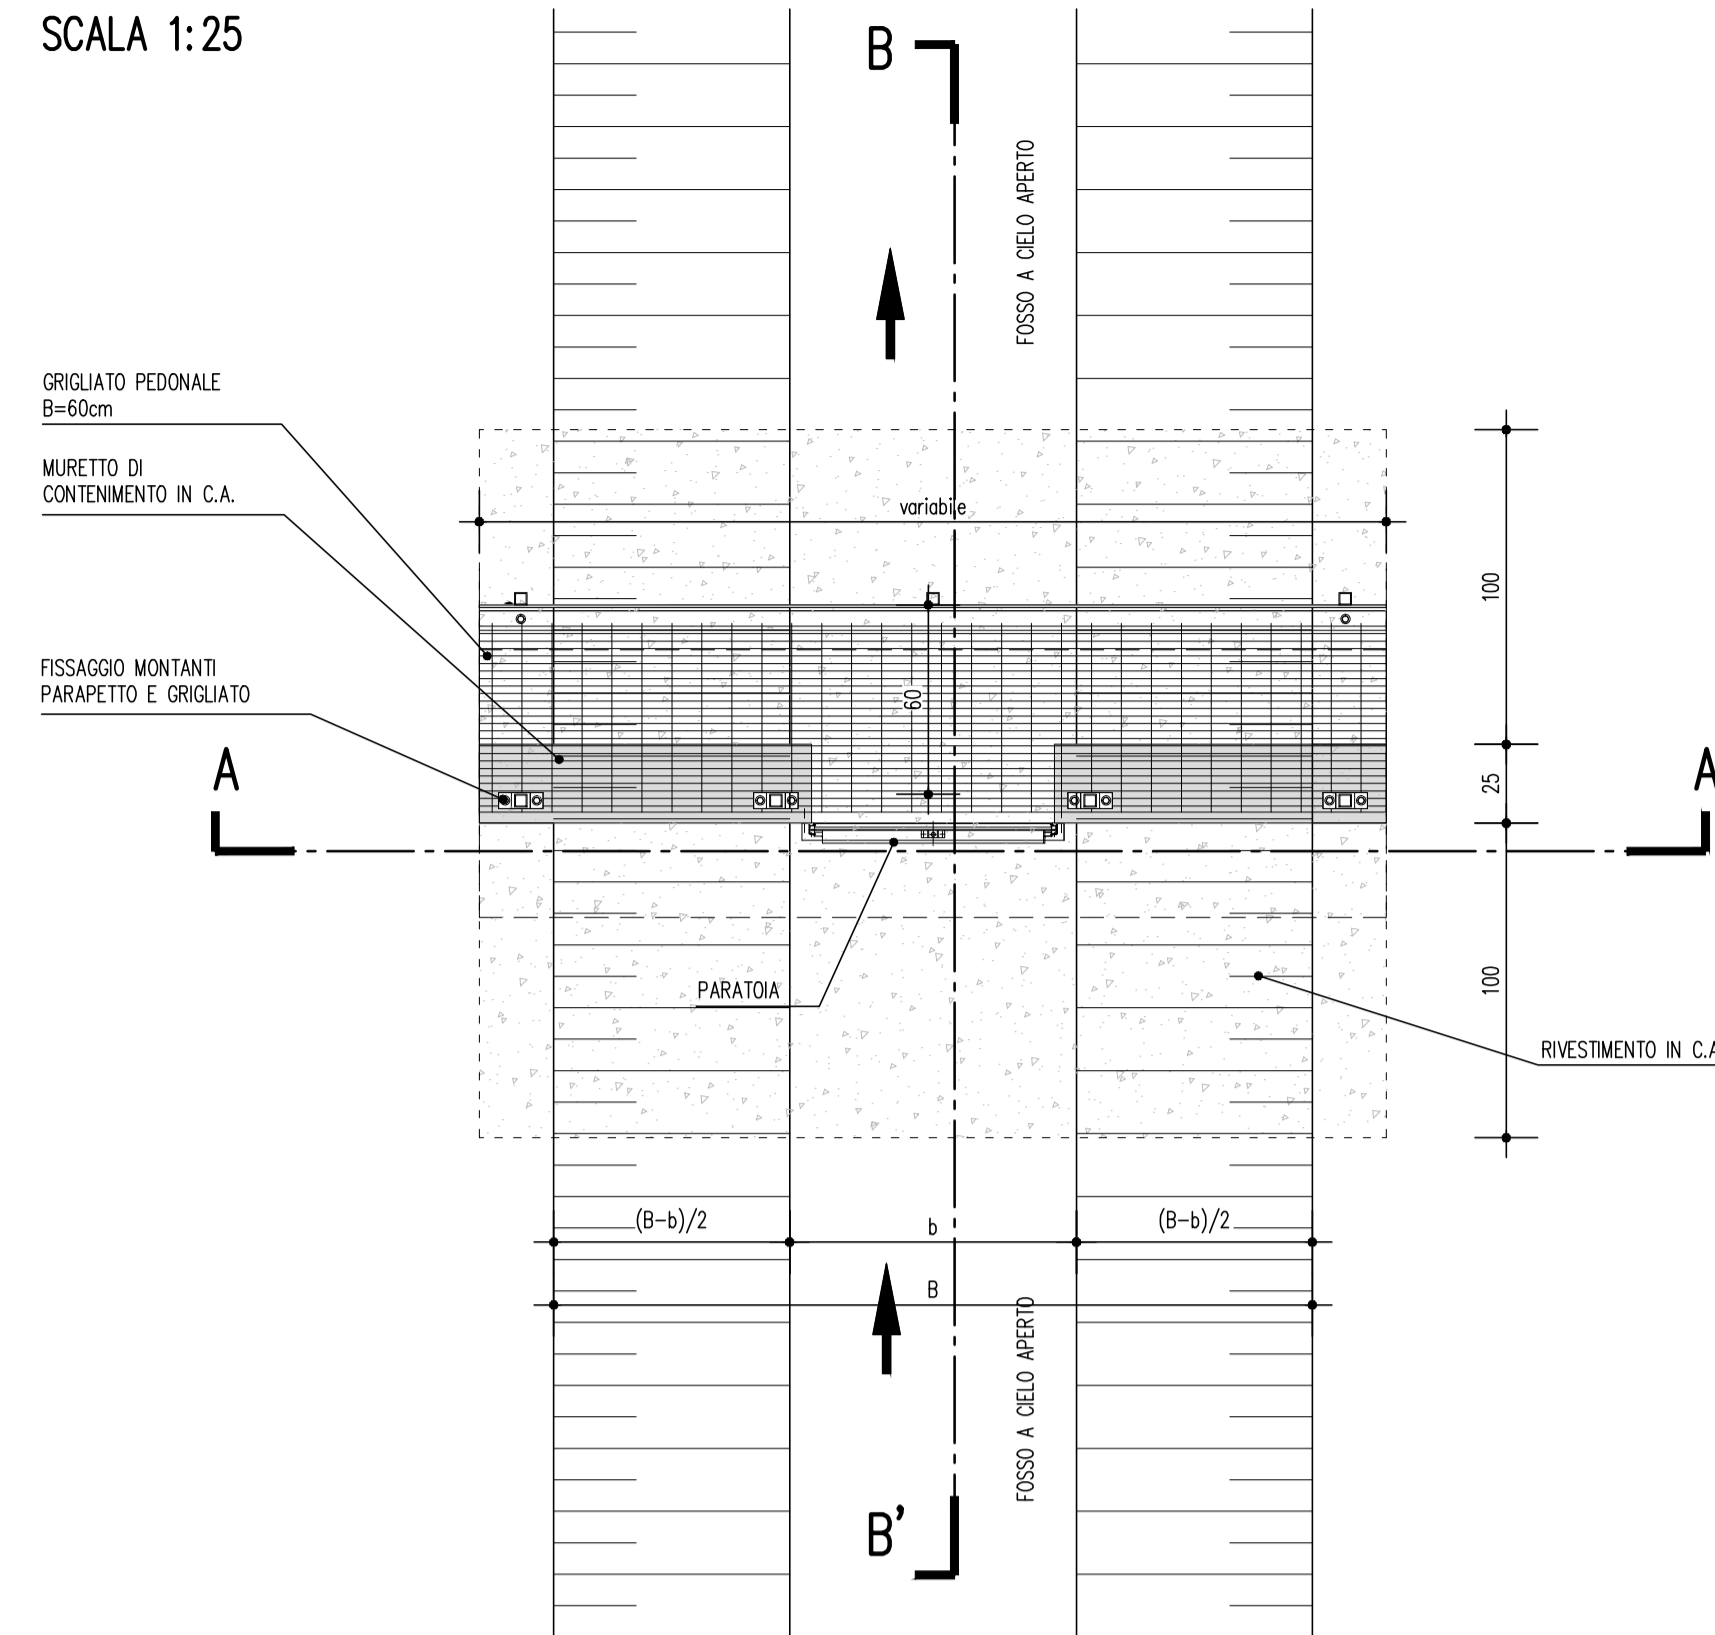 SCALA 1:25
B
FOSSO A CIELO APERTO
GRIGLIATO PEDONALE
B=60cm
MURETTO DI
CONTENIMENTO IN C.A.
variabile
100
FISSAGGIO MONTANTI
PARAPETTO E GRIGLIATO
60
A
A
25
PARATOIA
100
RIVESTIMENTO IN C.A
(B-b)/2
b
(B-b)/2
B
FOSSO A CIELO APERTO
B'